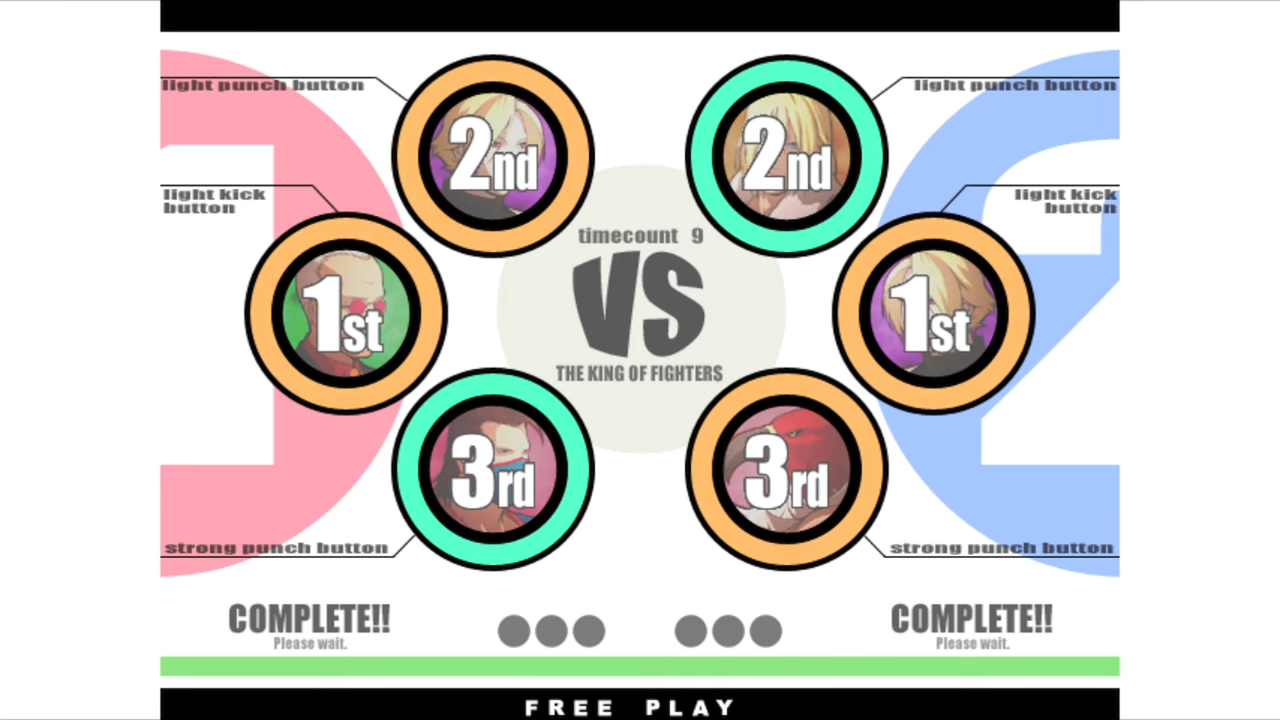 light punch button
light punch button
2nd
2nd
light kick
button
light kick
button
timecount 9
VS
1st
1st
THE KING OF FIGHTERS
3rd
3rd
strong punch button
strong punch button
COMPLETE!!
Please wait.
COMPLETE!!
Please wait.
FREE PLAY